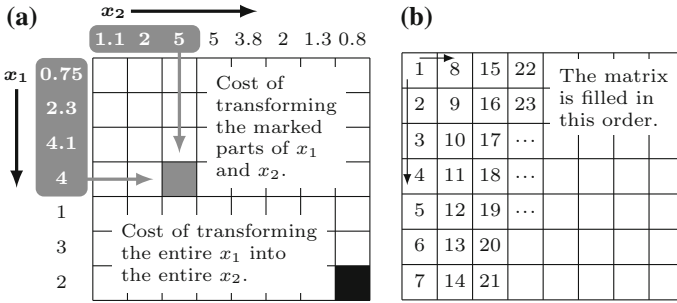 (a)
x₂
1.1 2 5 5 3.8 2 1.3 0.8
x₁
0.75
2.3
4.1
4
1
3
2
Cost of
transforming
the marked
parts of x₁
and x₂.
Cost of transforming
the entire x₁ into
the entire x₂.
(b)
1 8 15 22
2 9 16 23
3 10 17 ···
4 11 18 ···
5 12 19 ···
6 13 20
7 14 21
The matrix
is filled in
this order.